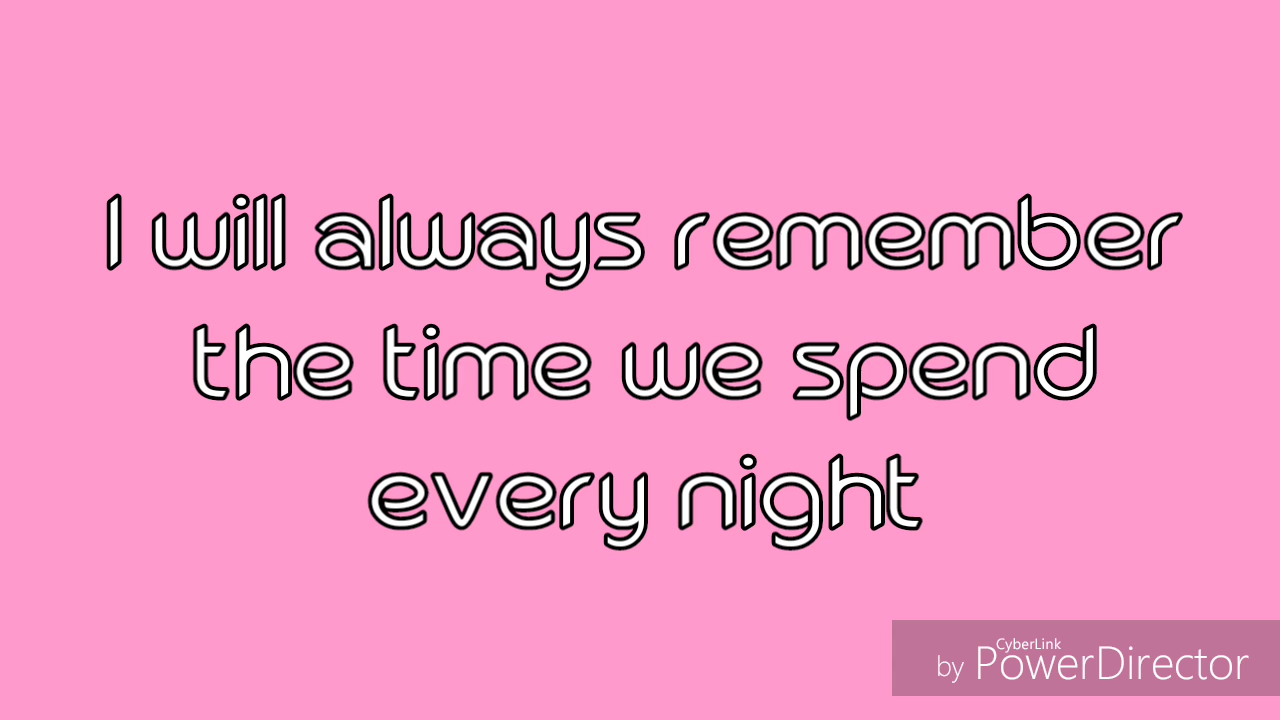 I will always remember
the time we spend
every night
CyberLink
by PowerDirector